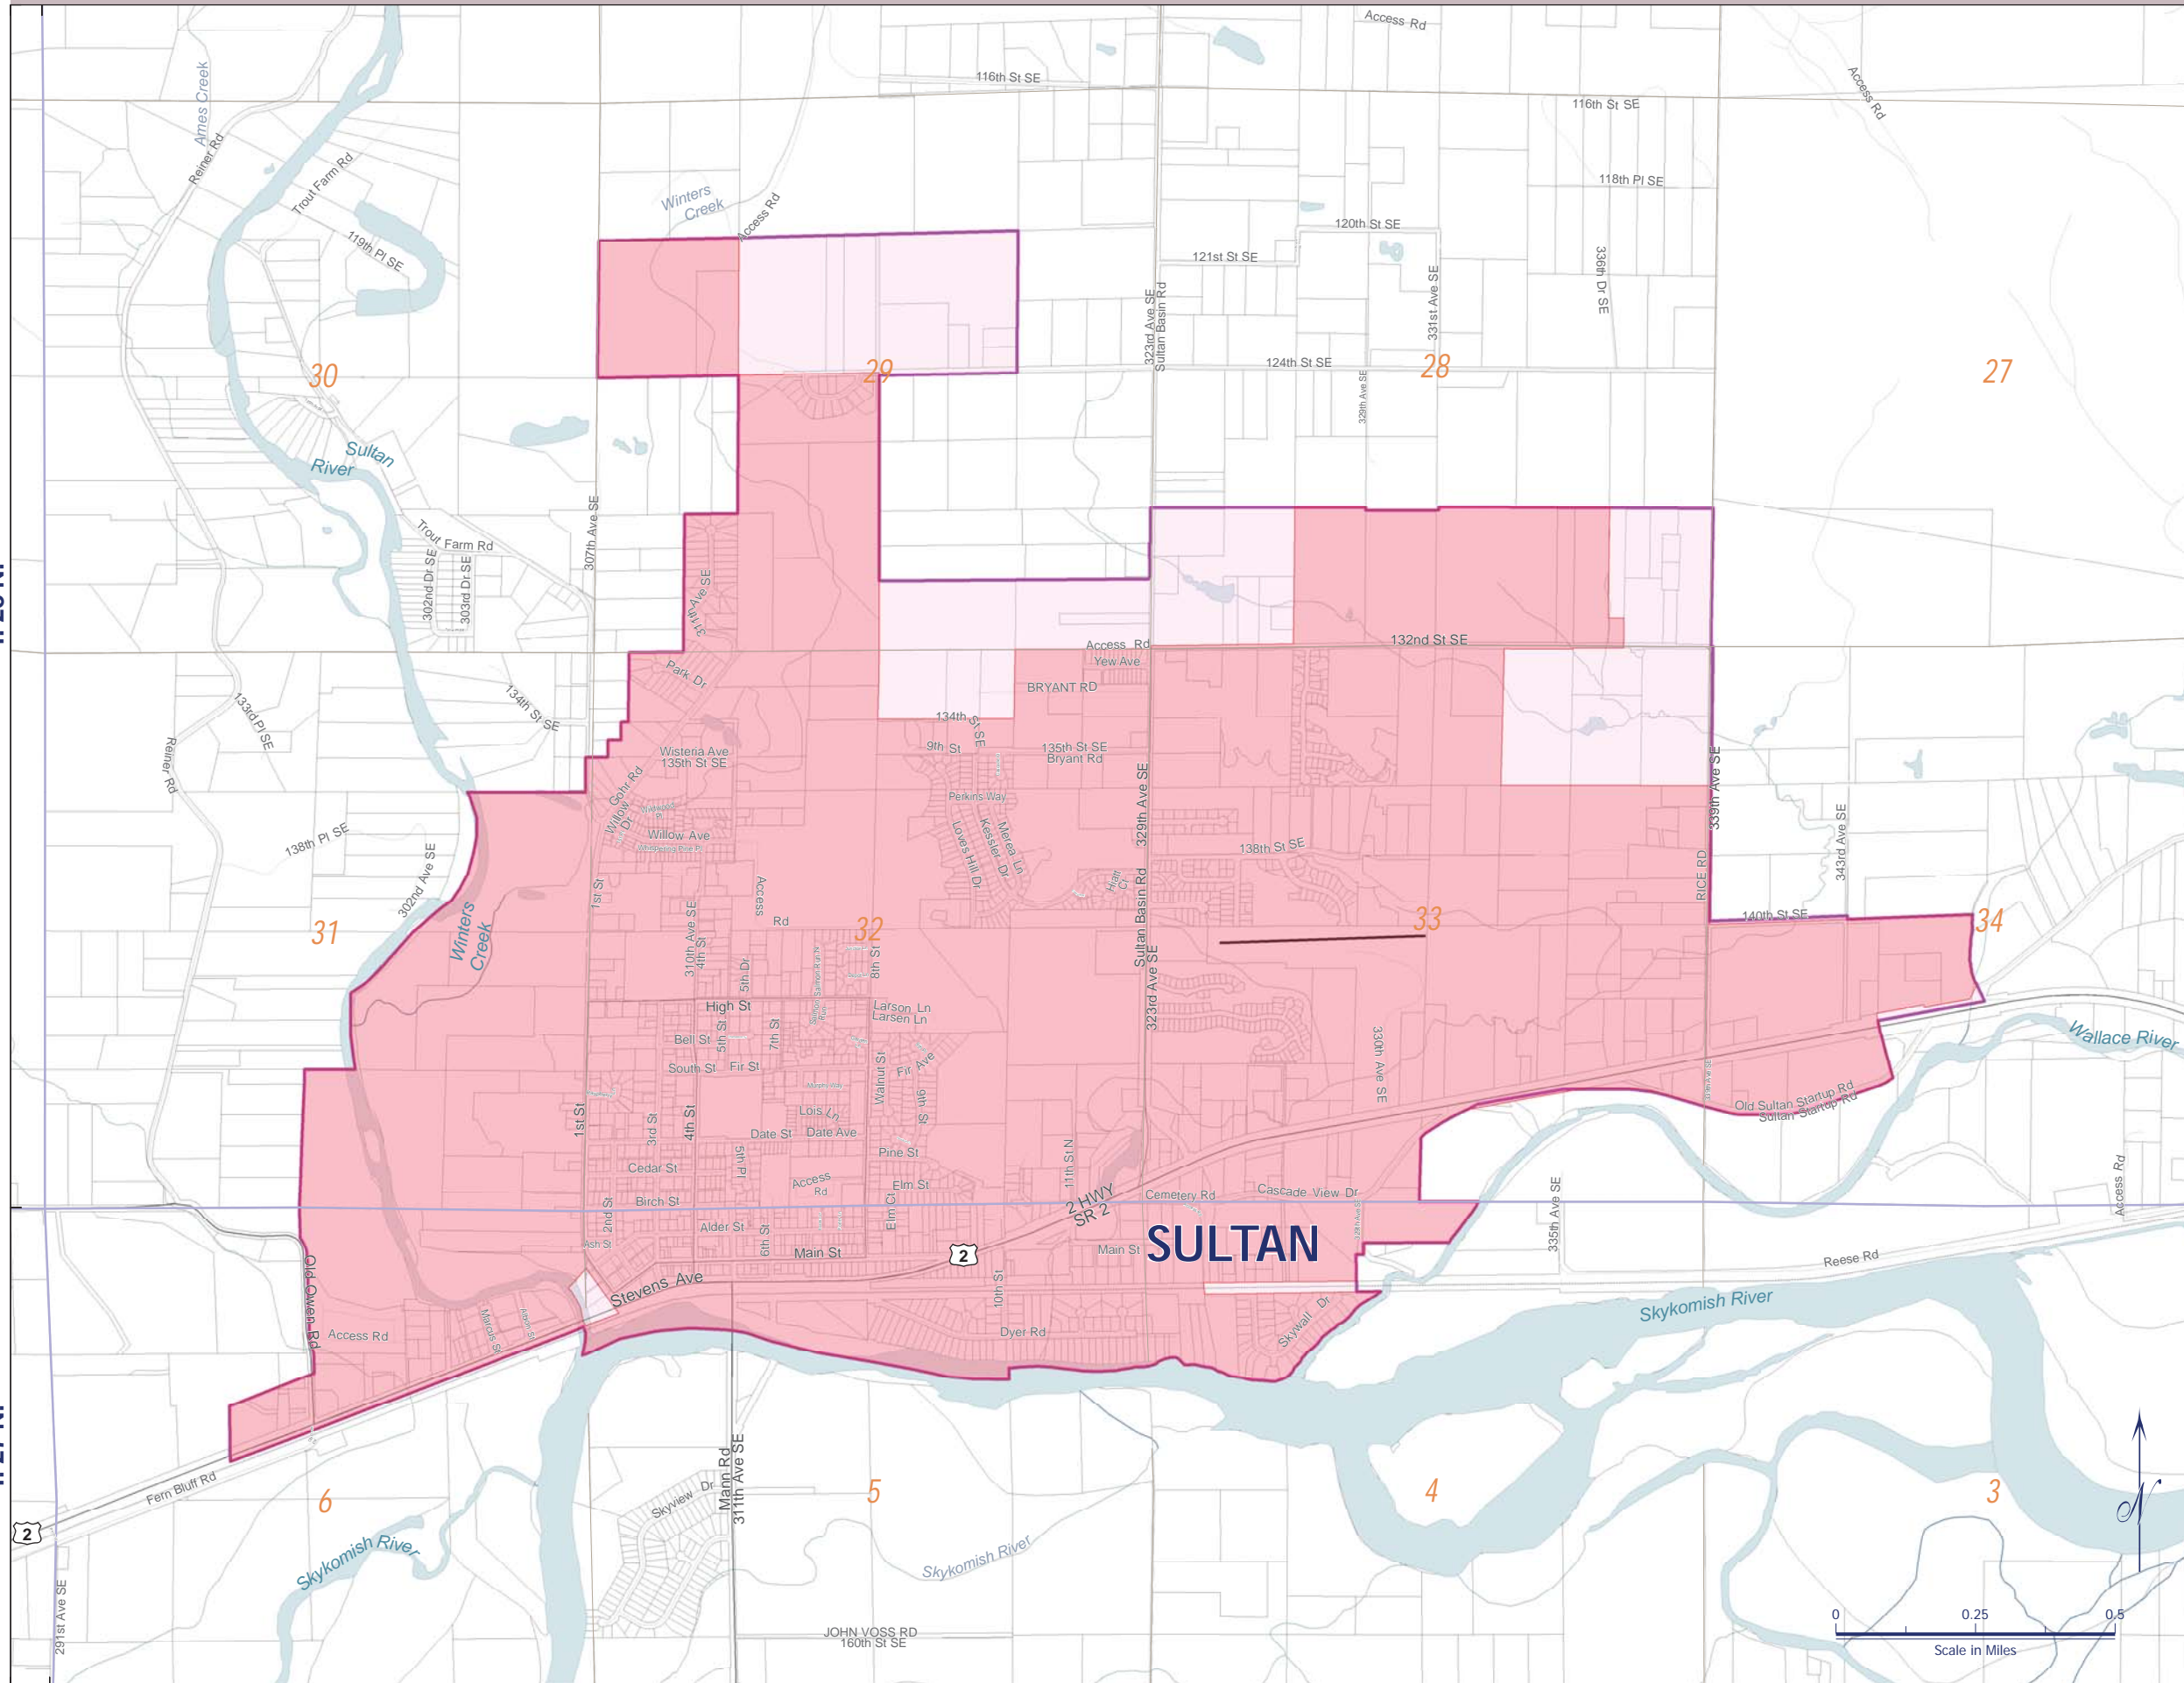 Access Rd
116th St SE
116th St SE
Access Rd
Ames Creek
Reiner Rd
Trout Farm Rd
119th Pl SE
Winters
Creek
Access Rd
118th Pl SE
120th St SE
121st St SE
336th Dr SE
331st Ave SE
323rd Ave SE
Sultan Basin Rd
124th St SE
329th Ave SE
30
29
28
27
Sultan
River
Trout Farm Rd
302nd Dr SE
303rd Dr SE
307th Ave SE
311th Ave SE
Access Rd
132nd St SE
Yew Ave
BRYANT RD
Park Dr
134th St SE
133rd Pl SE
Reiner Rd
134th St SE
9th St
135th St SE
Bryant Rd
Wisteria Ave
135th St SE
Gohr Rd
Willow Dr
Willow Ave
Whispering Pine Pl
Perkins Way
Loves Hill Dr
Kessler Dr
Merea Ln
Hiatt Ct
329th Ave SE
138th St SE
339th Ave SE
RICE RD
343rd Ave SE
140th St SE
138th Pl SE
302nd Ave SE
1st St
Access
Rd
31
32
33
34
Winters
Creek
310th Ave SE
4th St
5th Dr
8th St
Sultan Basin Rd
323rd Ave SE
High St
Larson Ln
Larsen Ln
Bell St
5th St
7th St
South St
Fir St
Fir Ave
Walnut St
9th St
Lois Ln
330th Ave SE
Wallace River
Old Sultan Startup Rd
Sultan Startup Rd
1st St
3rd St
4th St
Date St
Date Ave
5th Pl
Pine St
Cedar St
Access
Rd
Elm St
Elm Ct
11th St N
Birch St
2nd St
2 HWY
SR 2
Cemetery Rd
Cascade View Dr
Alder St
6th St
Ash St
Main St
2
Main St
SULTAN
335th Ave SE
Access Rd
Reese Rd
Old Owen Rd
Stevens Ave
10th St
Skykomish River
Access Rd
Marcus St
Dyer Rd
Skywall Dr
Fern Bluff Rd
2
6
5
4
3
Mann Rd
311th Ave SE
Skyview Dr
Skykomish River
Skykomish River
291st Ave SE
JOHN VOSS RD
160th St SE
N
0
0.25
0.5
Scale in Miles